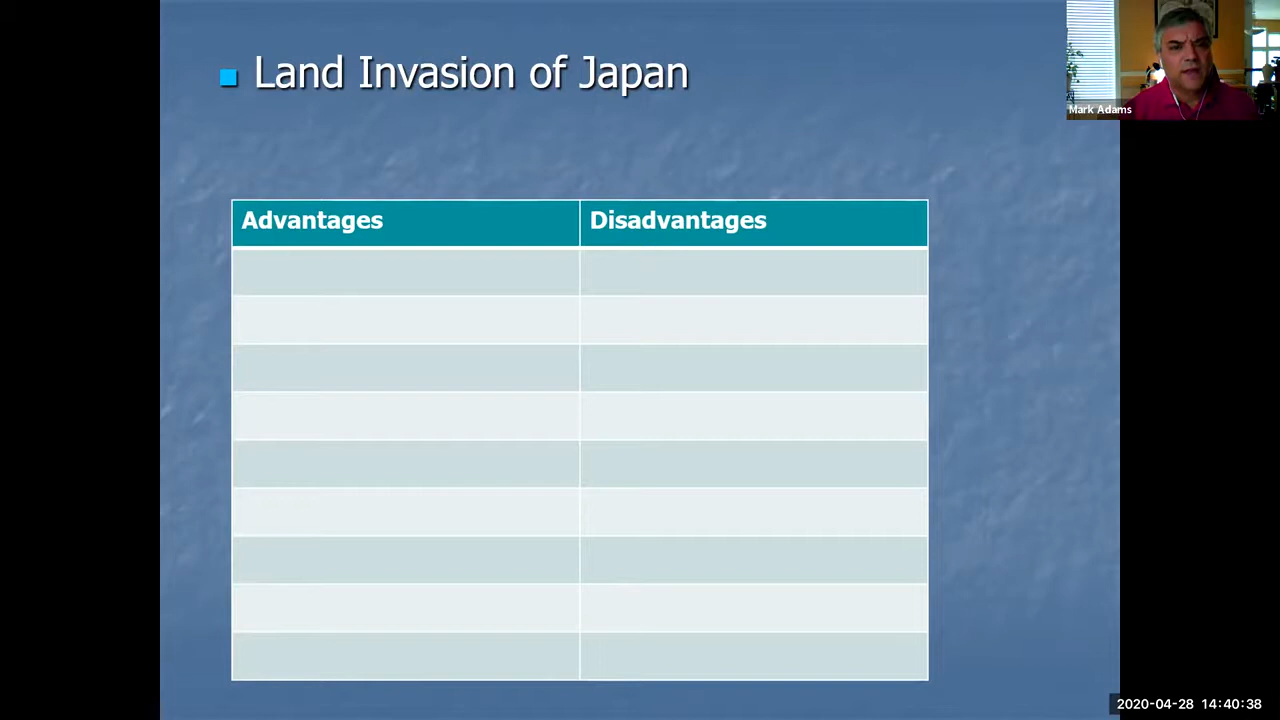 Land Invasion of Japan
Mark Adams
Advantages
Disadvantages
2020-04-28 14:40:38